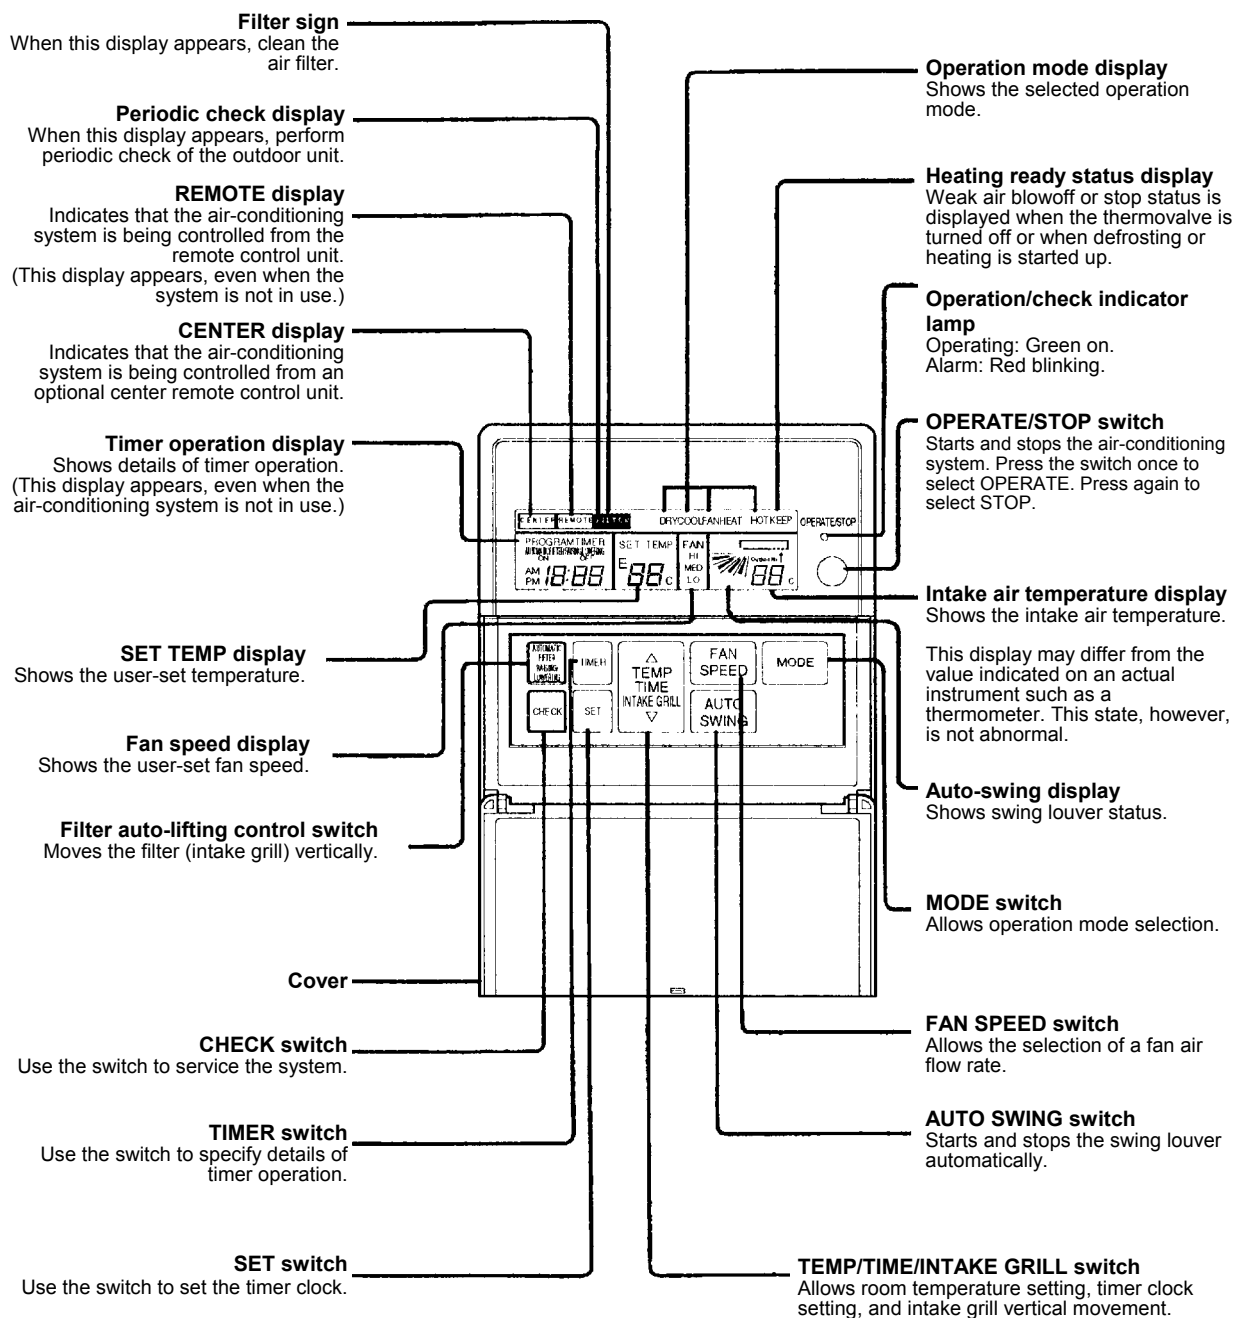 Filter sign
When this display appears, clean the
air filter.
Periodic check display
When this display appears, perform
periodic check of the outdoor unit.
REMOTE display
Indicates that the air-conditioning
system is being controlled from the
remote control unit.
(This display appears, even when the
system is not in use.)
CENTER display
Indicates that the air-conditioning
system is being controlled from an
optional center remote control unit.
Timer operation display
Shows details of timer operation.
(This display appears, even when the
air-conditioning system is not in use.)
SET TEMP display
Shows the user-set temperature.
Fan speed display
Shows the user-set fan speed.
Filter auto-lifting control switch
Moves the filter (intake grill) vertically.
Cover
CHECK switch
Use the switch to service the system.
TIMER switch
Use the switch to specify details of
timer operation.
SET switch
Use the switch to set the timer clock.
Operation mode display
Shows the selected operation
mode.
Heating ready status display
Weak air blowoff or stop status is
displayed when the thermovalve is
turned off or when defrosting or
heating is started up.
Operation/check indicator
lamp
Operating: Green on.
Alarm: Red blinking.
OPERATE/STOP switch
Starts and stops the air-conditioning
system. Press the switch once to
select OPERATE. Press again to
select STOP.
Intake air temperature display
Shows the intake air temperature.
This display may differ from the
value indicated on an actual
instrument such as a
thermometer. This state, however,
is not abnormal.
Auto-swing display
Shows swing louver status.
MODE switch
Allows operation mode selection.
FAN SPEED switch
Allows the selection of a fan air
flow rate.
AUTO SWING switch
Starts and stops the swing louver
automatically.
TEMP/TIME/INTAKE GRILL switch
Allows room temperature setting, timer clock
setting, and intake grill vertical movement.
CENTER REMOTE DRY COOL FAN HEAT HOT KEEP OPERATE/STOP
PROGRAM TIMER SET TEMP FAN
ON HI
AM 18:88 E 88 C MED 88 C
PM LO
AUTOMATIC
FILTER
RAISING
LOWERING
TIMER
△
TEMP
TIME
INTAKE GRILL
▽
FAN
SPEED
MODE
CHECK
SET
AUTO
SWING